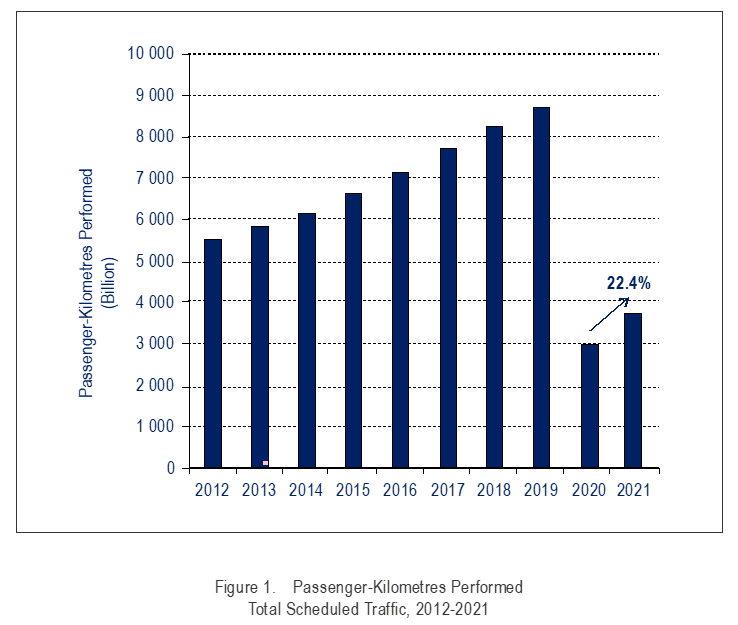 10 000
9 000
8 000
7 000
6 000
5 000
4 000
3 000
2 000
1 000
0
Passenger-Kilometres Performed
(Billion)
22.4%
2012 2013 2014 2015 2016 2017 2018 2019 2020 2021
Figure 1. Passenger-Kilometres Performed
Total Scheduled Traffic, 2012-2021